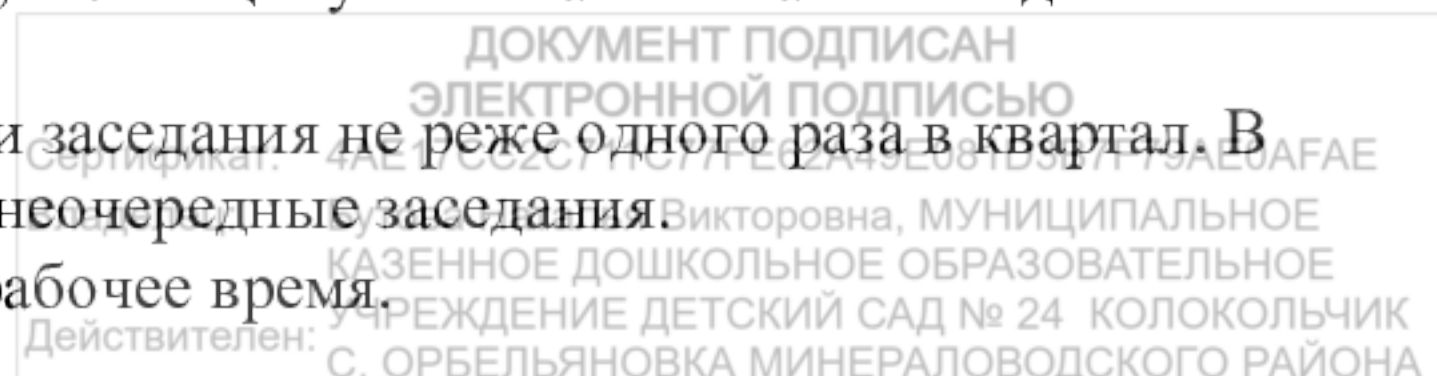 ДОКУМЕНТ ПОДПИСАН
ЭЛЕКТРОННОЙ ПОДПИСЬЮ
и заседания не реже одного раза в квартал. В
Сертификат:
неочередные заседания.
Викторовна, МУНИЦИПАЛЬНОЕ
КАЗЕННОЕ ДОШКОЛЬНОЕ ОБРАЗОВАТЕЛЬНОЕ
рабочее время.
УЧРЕЖДЕНИЕ ДЕТСКИЙ САД № 24 КОЛОКОЛЬЧИК
Действителен:
С. ОРБЕЛЬЯНОВКА МИНЕРАЛОВОДСКОГО РАЙОНА